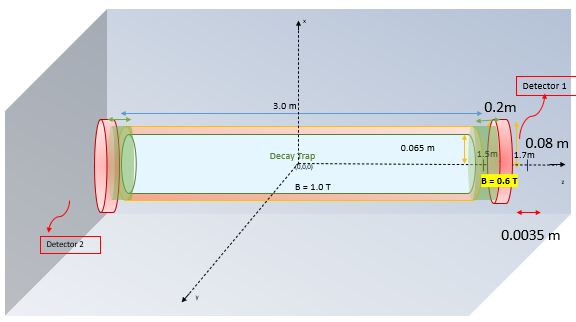 x
Detector 1
3.0 m
0.2m
0.065 m
0.08 m
1.5m
1.7m
Decay Trap
(0,0,0)
z
B = 0.6 T
B = 1.0 T
0.0035 m
Detector 2
y